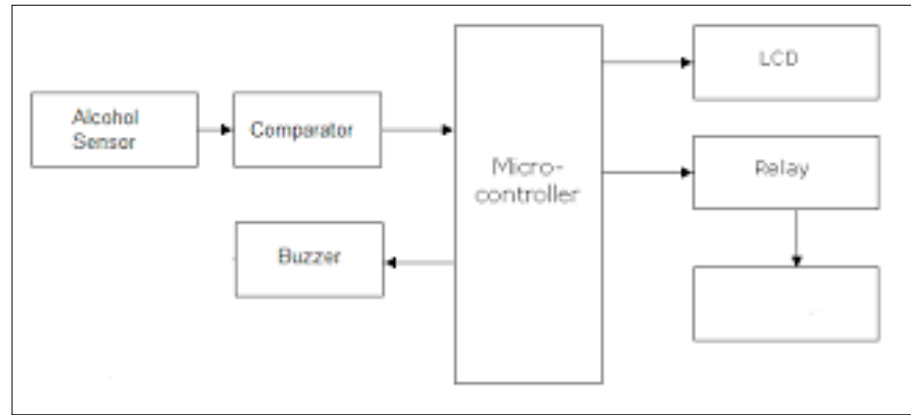 Alcohol
Sensor
Comparator
Buzzer
Micro-
controller
LCD
Relay